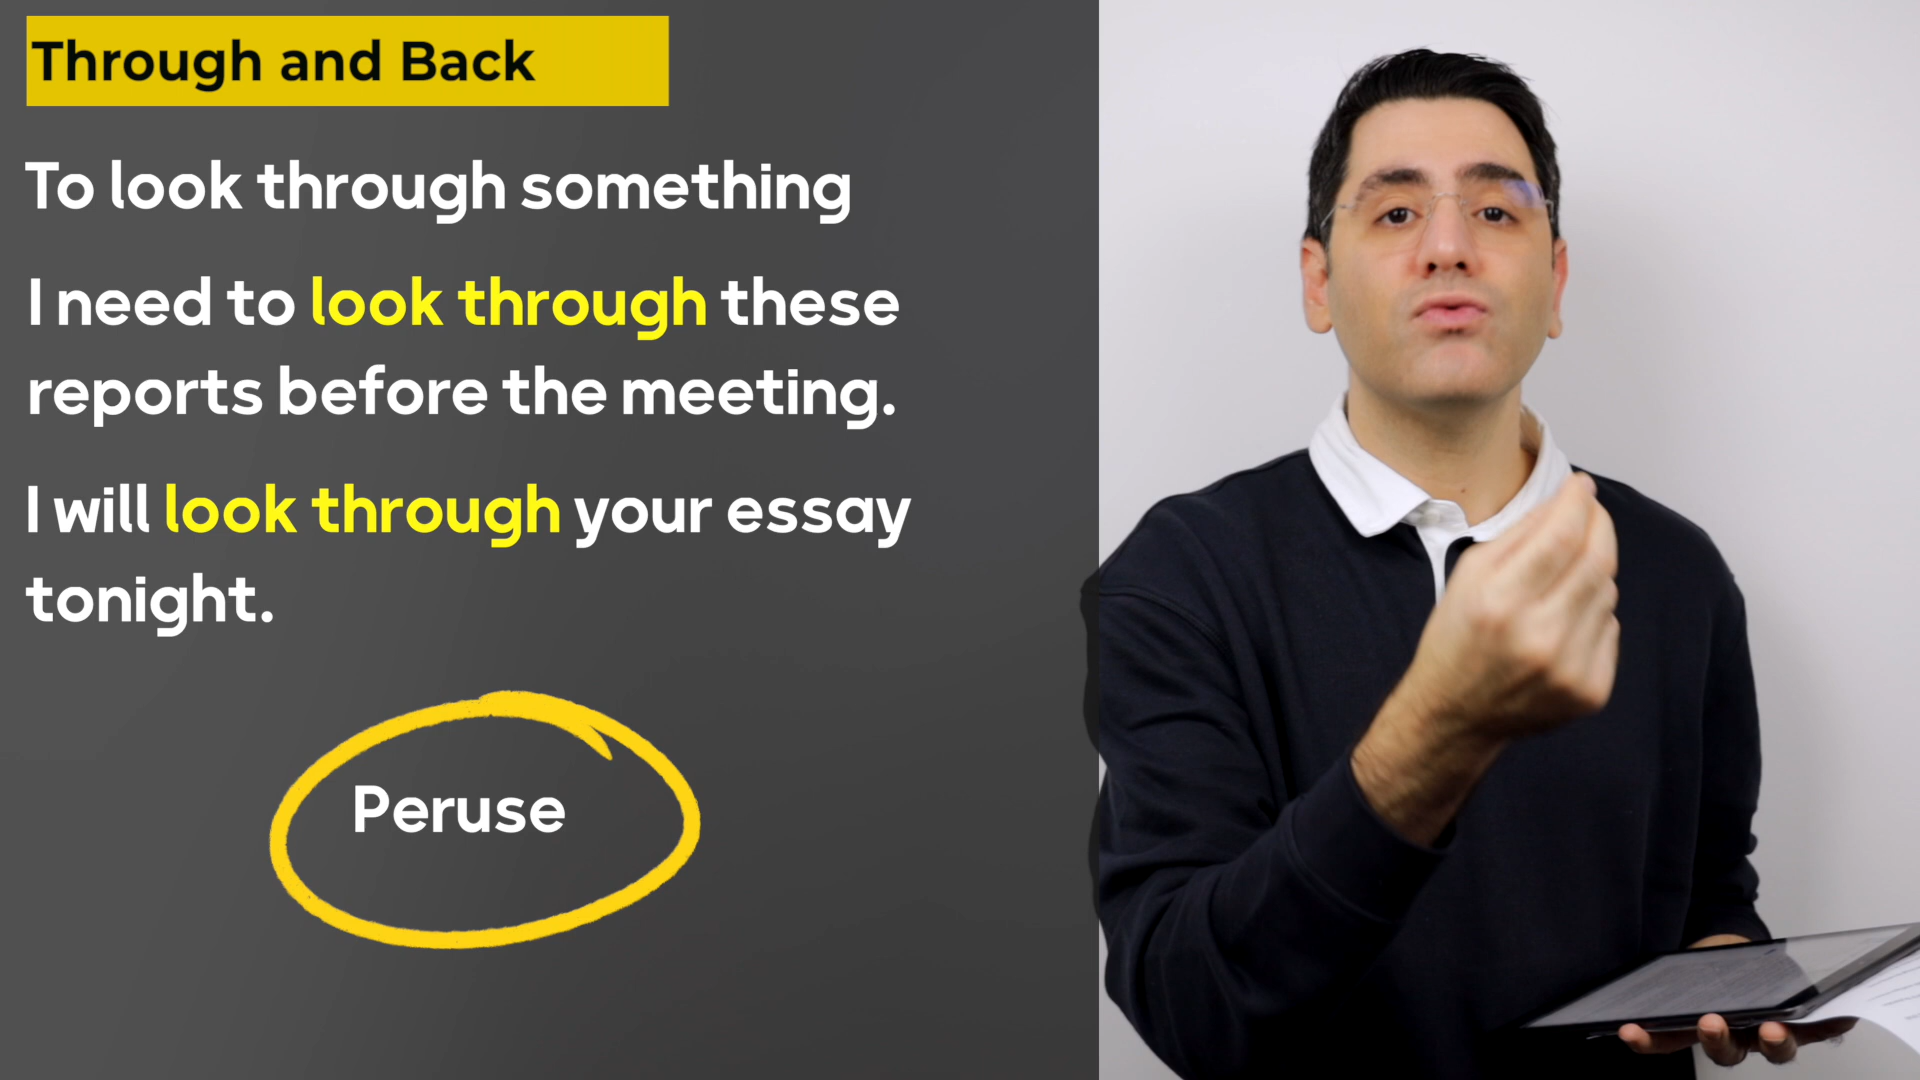 Through and Back
To look through something
I need to look through these
reports before the meeting.
I will look through your essay
tonight.
Peruse